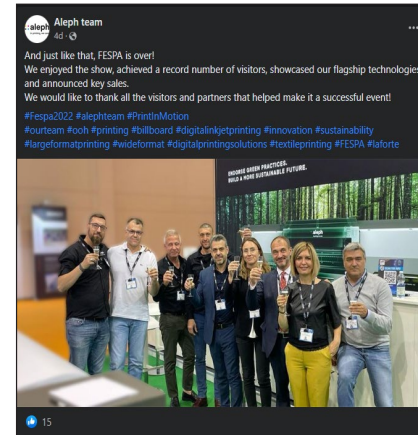 aleph
Aleph team
4d ·
And just like that, FESPA is over!
We enjoyed the show, achieved a record number of visitors, showcased our flagship technologies
and announced key sales.
We would like to thank all the visitors and partners that helped make it a successful event!
#Fespa2022 #alephteam #PrintInMotion
#ourteam #ooh #printing #billboard #digitalinkjetprinting #innovation #sustainability
#largeformatprinting #wideformat #digitalprintingsolutions #textileprinting #FESPA #laforte
ENDORSE GREEN PRACTICES.
BUILD A MORE SUSTAINABLE FUTURE.
aleph
15